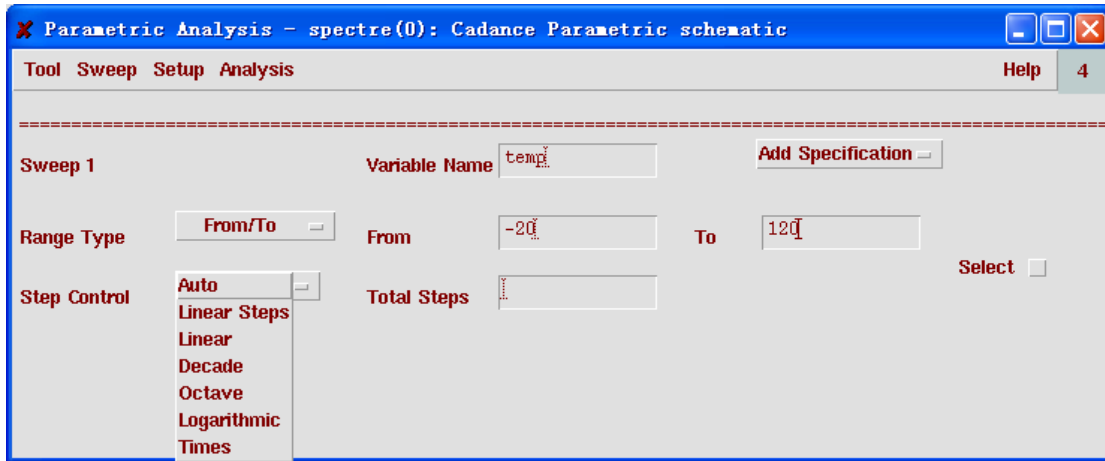 X Parametric Analysis - spectre(0): Cadance Parametric schematic
Tool Sweep Setup Analysis Help 4
================================================================================
Sweep 1 Variable Name temp Add Specification
Range Type From/To From -20 To 120
Select
Step Control Auto Total Steps
Linear Steps
Linear
Decade
Octave
Logarithmic
Times